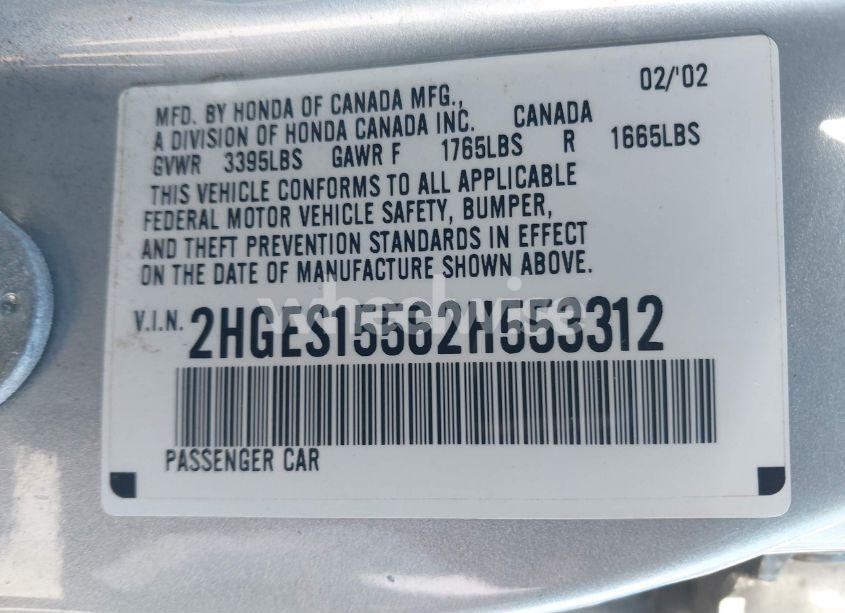 02/'02
MFD. BY HONDA OF CANADA MFG.,
A DIVISION OF HONDA CANADA INC. CANADA
GVWR 3395LBS GAWR F 1765LBS R 1665LBS
THIS VEHICLE CONFORMS TO ALL APPLICABLE
FEDERAL MOTOR VEHICLE SAFETY, BUMPER,
AND THEFT PREVENTION STANDARDS IN EFFECT
ON THE DATE OF MANUFACTURE SHOWN ABOVE.
V.I.N. 2HGES15562H553312
PASSENGER CAR